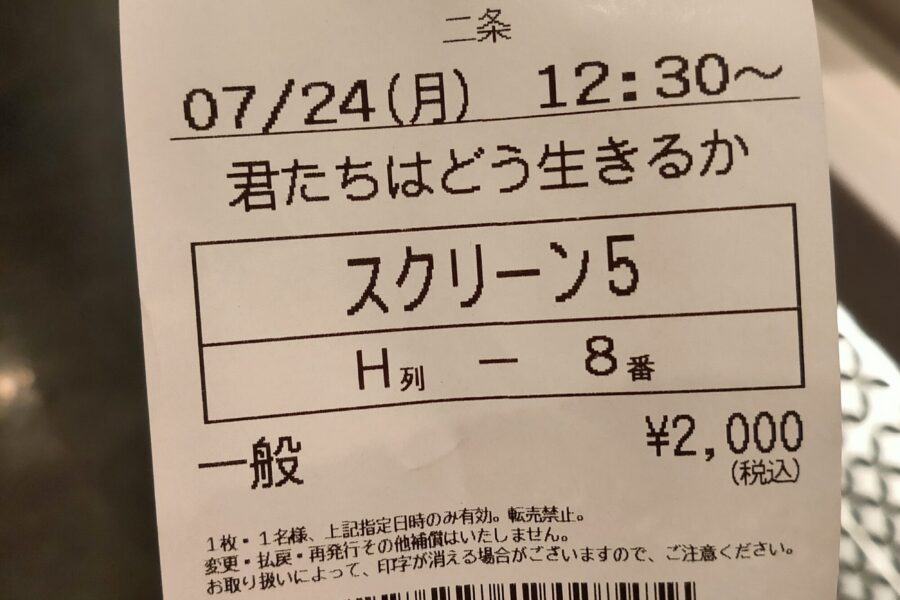 二条
07/24(月) 12:30～
君たちはどう生きるか
スクリーン5
H列 － 8番
一般 ¥2,000
(税込)
1枚・1名様、上記指定日時のみ有効。転売禁止。
変更・払戻・再発行その他補償はいたしません。
お取り扱いによって、印字が消える場合がございますので、ご注意ください。